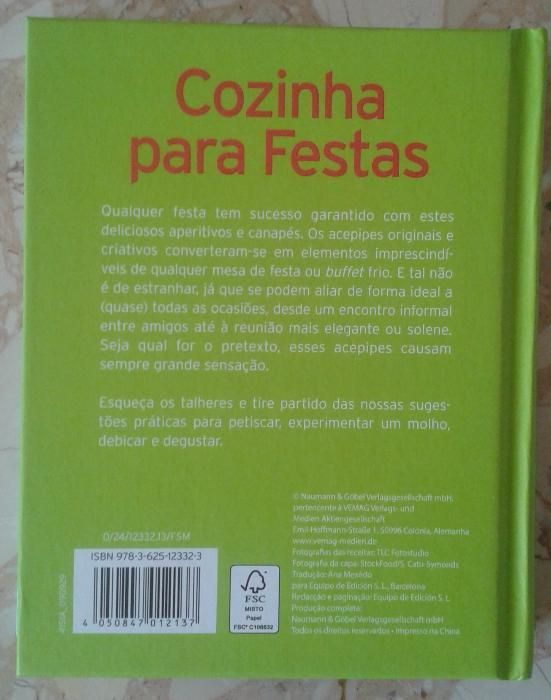 Cozinha
para Festas
Qualquer festa tem sucesso garantido com estes
deliciosos aperitivos e canapés. Os acepipes originais e
criativos converteram-se em elementos imprescindí-
veis de qualquer mesa de festa ou buffet frio. E tal não
é de estranhar, já que se podem aliar de forma ideal a
(quase) todas as ocasiões, desde um encontro informal
entre amigos até à reunião mais elegante ou solene.
Seja qual for o pretexto, esses acepipes causam
sempre grande sensação.
Esqueça os talheres e tire partido das nossas suges-
tões práticas para petiscar, experimentar um molho,
debicar e degustar.
© Naumann & Göbel Verlagsgesellschaft mbH,
pertencente à VEMAG Verlags- und
Medien Aktiengesellschaft
Emil-Hoffmann-Strasse 1, 50996 Colónia, Alemanha
www.vemag-medien.de
Fotografias das receitas: TLC Fotostudio
Fotografia da capa: StockFood/S. Cato-Symonds
Tradução: Ana Mexêdo
para Equipo de Edición S. L., Barcelone
Redacção e paginação: Equipo de Edición S. L.
Produção completa:
Naumann & Göbel Verlagsgesellschaft mbH
Todos os direitos reservados - Impresso na China
0/24/12332.13/FSM
ISBN 978-3-625-12332-3
4 050847 012137
FSC
MISTO
Papel
FSC® C106632